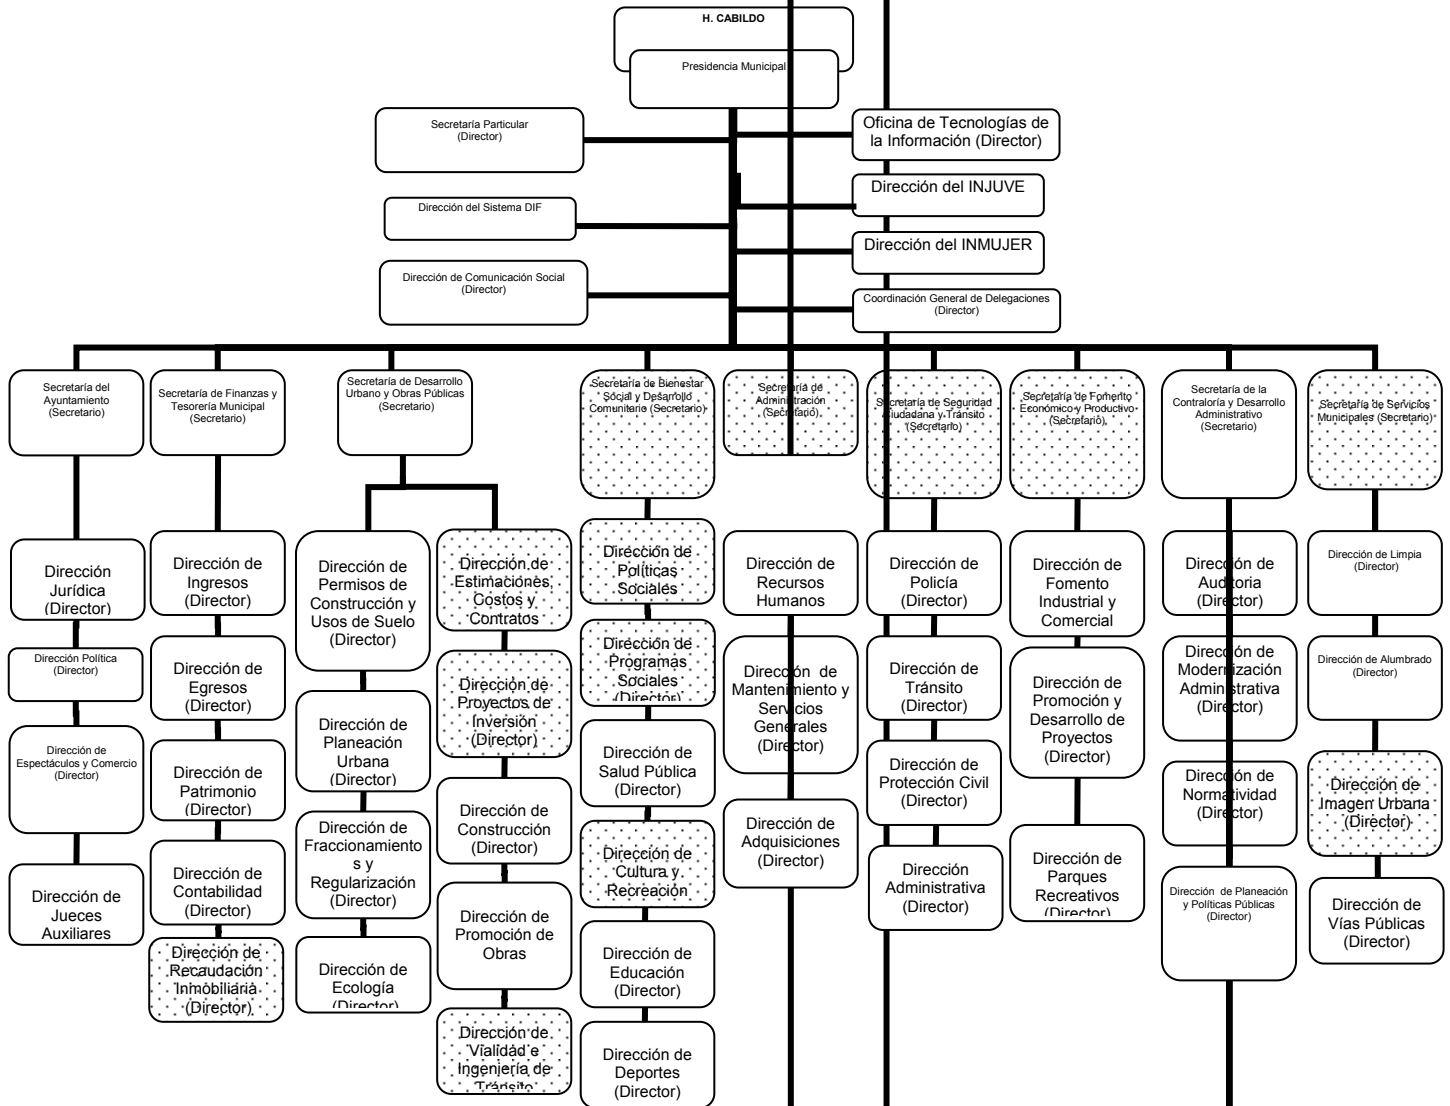 H. CABILDO
Presidencia Municipal
Secretaría Particular
(Director)
Oficina de Tecnologías de
la Información (Director)
Dirección del INJUVE
Dirección del Sistema DIF
Dirección del INMUJER
Dirección de Comunicación Social
(Director)
Coordinación General de Delegaciones
(Director)
Secretaría del
Ayuntamiento
(Secretario)
Secretaría de Finanzas y
Tesorería Municipal
(Secretario)
Secretaría de Desarrollo
Urbano y Obras Públicas
(Secretario)
Secretaría de Bienestar
Social y Desarrollo
Comunitario (Secretario)
Secretaría de
Administración
(Secretario)
Secretaría de Seguridad
Ciudadana y Tránsito
(Secretario)
Secretaría de Fomento
Económico y Productivo
(Secretario)
Secretaría de la
Contraloría y Desarrollo
Administrativo
(Secretario)
Secretaría de Servicios
Municipales (Secretario)
Dirección
Jurídica
(Director)
Dirección Política
(Director)
Dirección de
Espectáculos y Comercio
(Director)
Dirección de
Jueces
Auxiliares
Dirección de
Ingresos
(Director)
Dirección de
Egresos
(Director)
Dirección de
Patrimonio
(Director)
Dirección de
Contabilidad
(Director)
Dirección de
Recaudación
Inmobiliaria
(Director)
Dirección de
Permisos de
Construcción y
Usos de Suelo
(Director)
Dirección de
Planeación
Urbana
(Director)
Dirección de
Fraccionamiento
s y
Regularización
(Director)
Dirección de
Ecología
(Director)
Dirección de
Estimaciones,
Costos y
Contratos
Dirección de
Proyectos de
Inversión
(Director)
Dirección de
Construcción
(Director)
Dirección de
Promoción de
Obras
Dirección de
Vialidad e
Ingeniería de
Tránsito
Dirección de
Políticas
Sociales
Dirección de
Programas
Sociales
(Director)
Dirección de
Salud Pública
(Director)
Dirección de
Cultura y
Recreación
Dirección de
Educación
(Director)
Dirección de
Deportes
(Director)
Dirección de
Recursos
Humanos
Dirección de
Mantenimiento y
Servicios
Generales
(Director)
Dirección de
Adquisiciones
(Director)
Dirección de
Policía
(Director)
Dirección de
Tránsito
(Director)
Dirección de
Protección Civil
(Director)
Dirección
Administrativa
(Director)
Dirección de
Fomento
Industrial y
Comercial
Dirección de
Promoción y
Desarrollo de
Proyectos
(Director)
Dirección de
Parques
Recreativos
(Director)
Dirección de
Auditoria
(Director)
Dirección de
Modernización
Administrativa
(Director)
Dirección de
Normatividad
(Director)
Dirección de Planeación
y Políticas Públicas
(Director)
Dirección de Limpia
(Director)
Dirección de Alumbrado
(Director)
Dirección de
Imagen Urbana
(Director)
Dirección de
Vías Públicas
(Director)